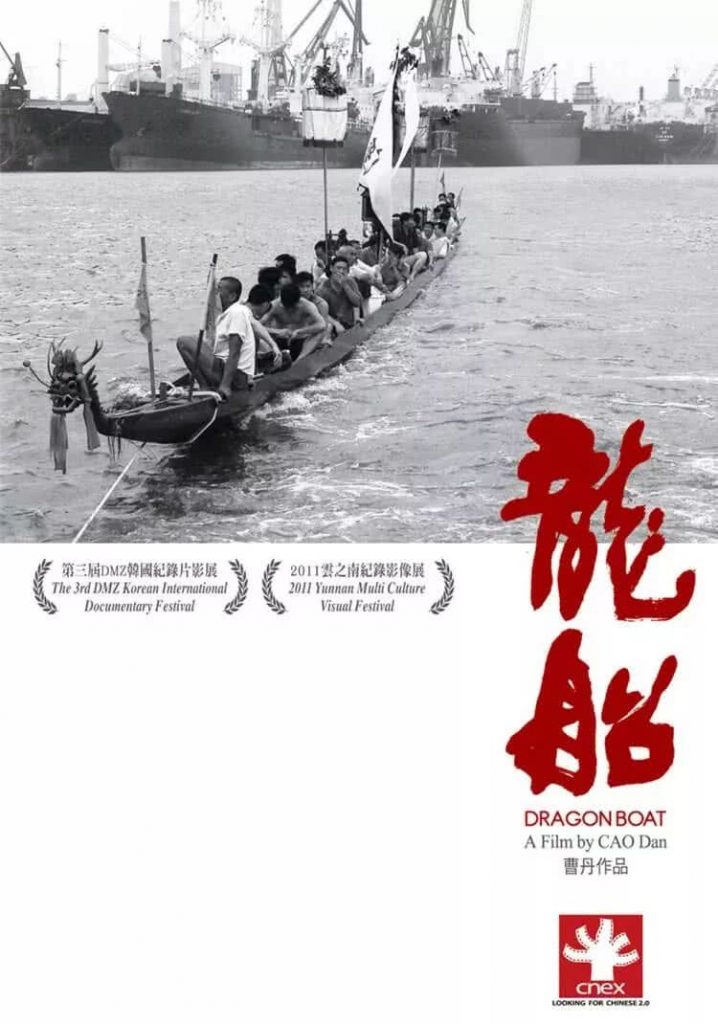 第三届DMZ韓國紀錄片影展
The 3rd DMZ Korean International
Documentary Festival
2011雲之南紀錄影像展
2011 Yunnan Multi Culture
Visual Festival
龍船
DRAGON BOAT
A Film by CAO Dan
曹丹作品
cnex
LOOKING FOR CHINESE 2.0